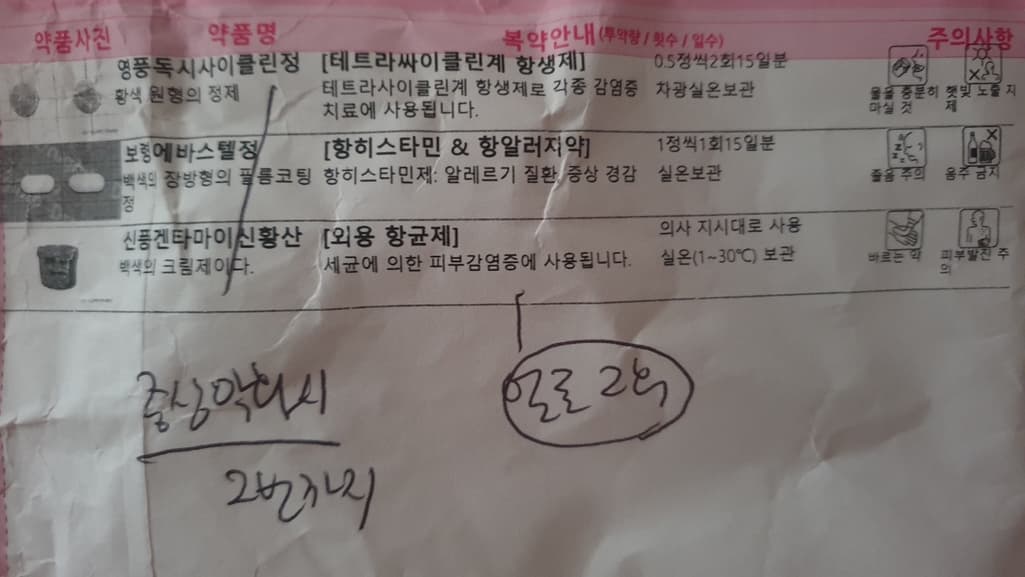 약품사진 약품명 복약안내(투약량/횟수/일수) 주의사항
영풍독시사이클린정 [테트라싸이클린계 항생제] 0.5정씩2회15일분
황색 원형의 정제 테트라사이클린계 항생제로 각종 감염증 차광실온보관
치료에 사용됩니다.
물을 충분히 마실 것
햇빛 노출 자제
보령에바스텔정 [항히스타민 & 항알러지약] 1정씩1회15일분
백색의 장방형의 필름코팅 항히스타민제: 알레르기 질환 증상 경감 실온보관
정
졸음 주의
음주 금지
신풍겐타마이신황산 [외용 항균제] 의사 지시대로 사용
백색의 크림제이다. 세균에 의한 피부감염증에 사용됩니다. 실온(1~30℃) 보관
바르는 약
피부발진 주의
증상악화시
2번까지